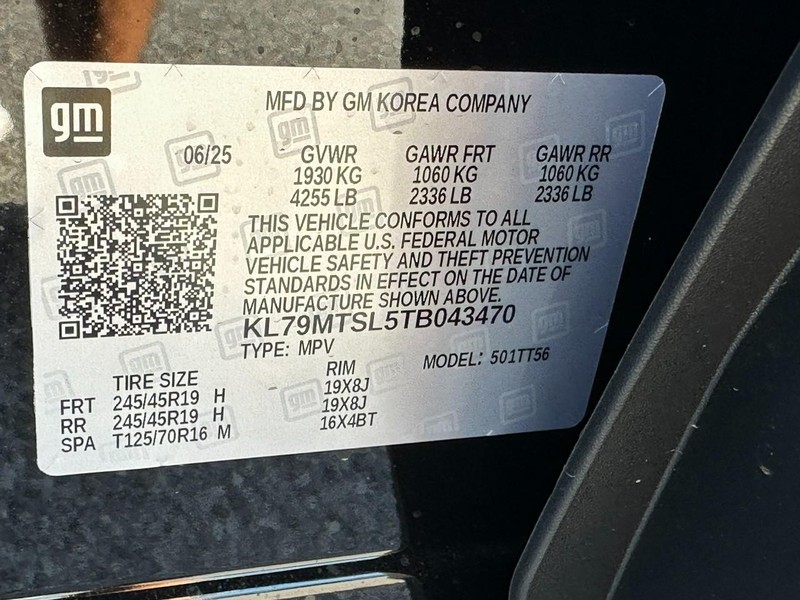 gm
MFD BY GM KOREA COMPANY
06/25 GVWR GAWR FRT GAWR RR
1930 KG 1060 KG 1060 KG
4255 LB 2336 LB 2336 LB
THIS VEHICLE CONFORMS TO ALL
APPLICABLE U.S. FEDERAL MOTOR
VEHICLE SAFETY AND THEFT PREVENTION
STANDARDS IN EFFECT ON THE DATE OF
MANUFACTURE SHOWN ABOVE.
KL79MTSL5TB043470
TYPE: MPV MODEL: 501TT56
TIRE SIZE RIM
FRT 245/45R19 H 19X8J
RR 245/45R19 H 19X8J
SPA T125/70R16 M 16X4BT